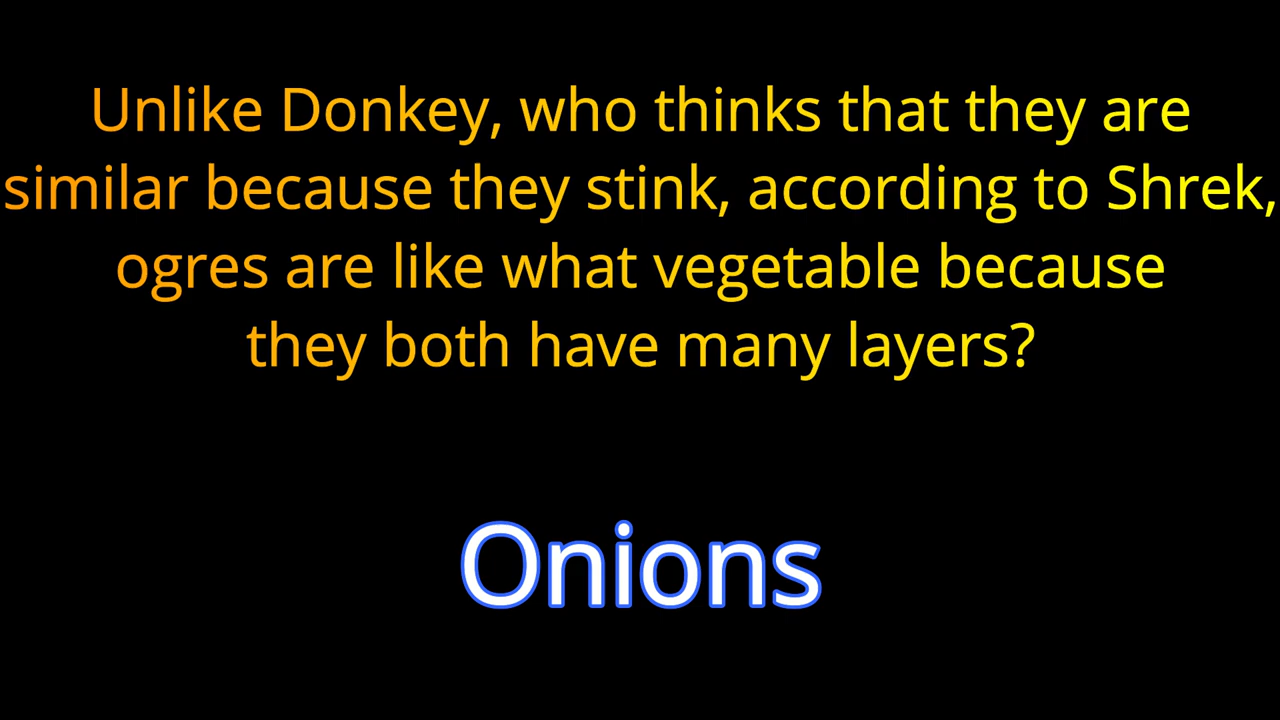 Unlike Donkey, who thinks that they are
similar because they stink, according to Shrek,
ogres are like what vegetable because
they both have many layers?
Onions